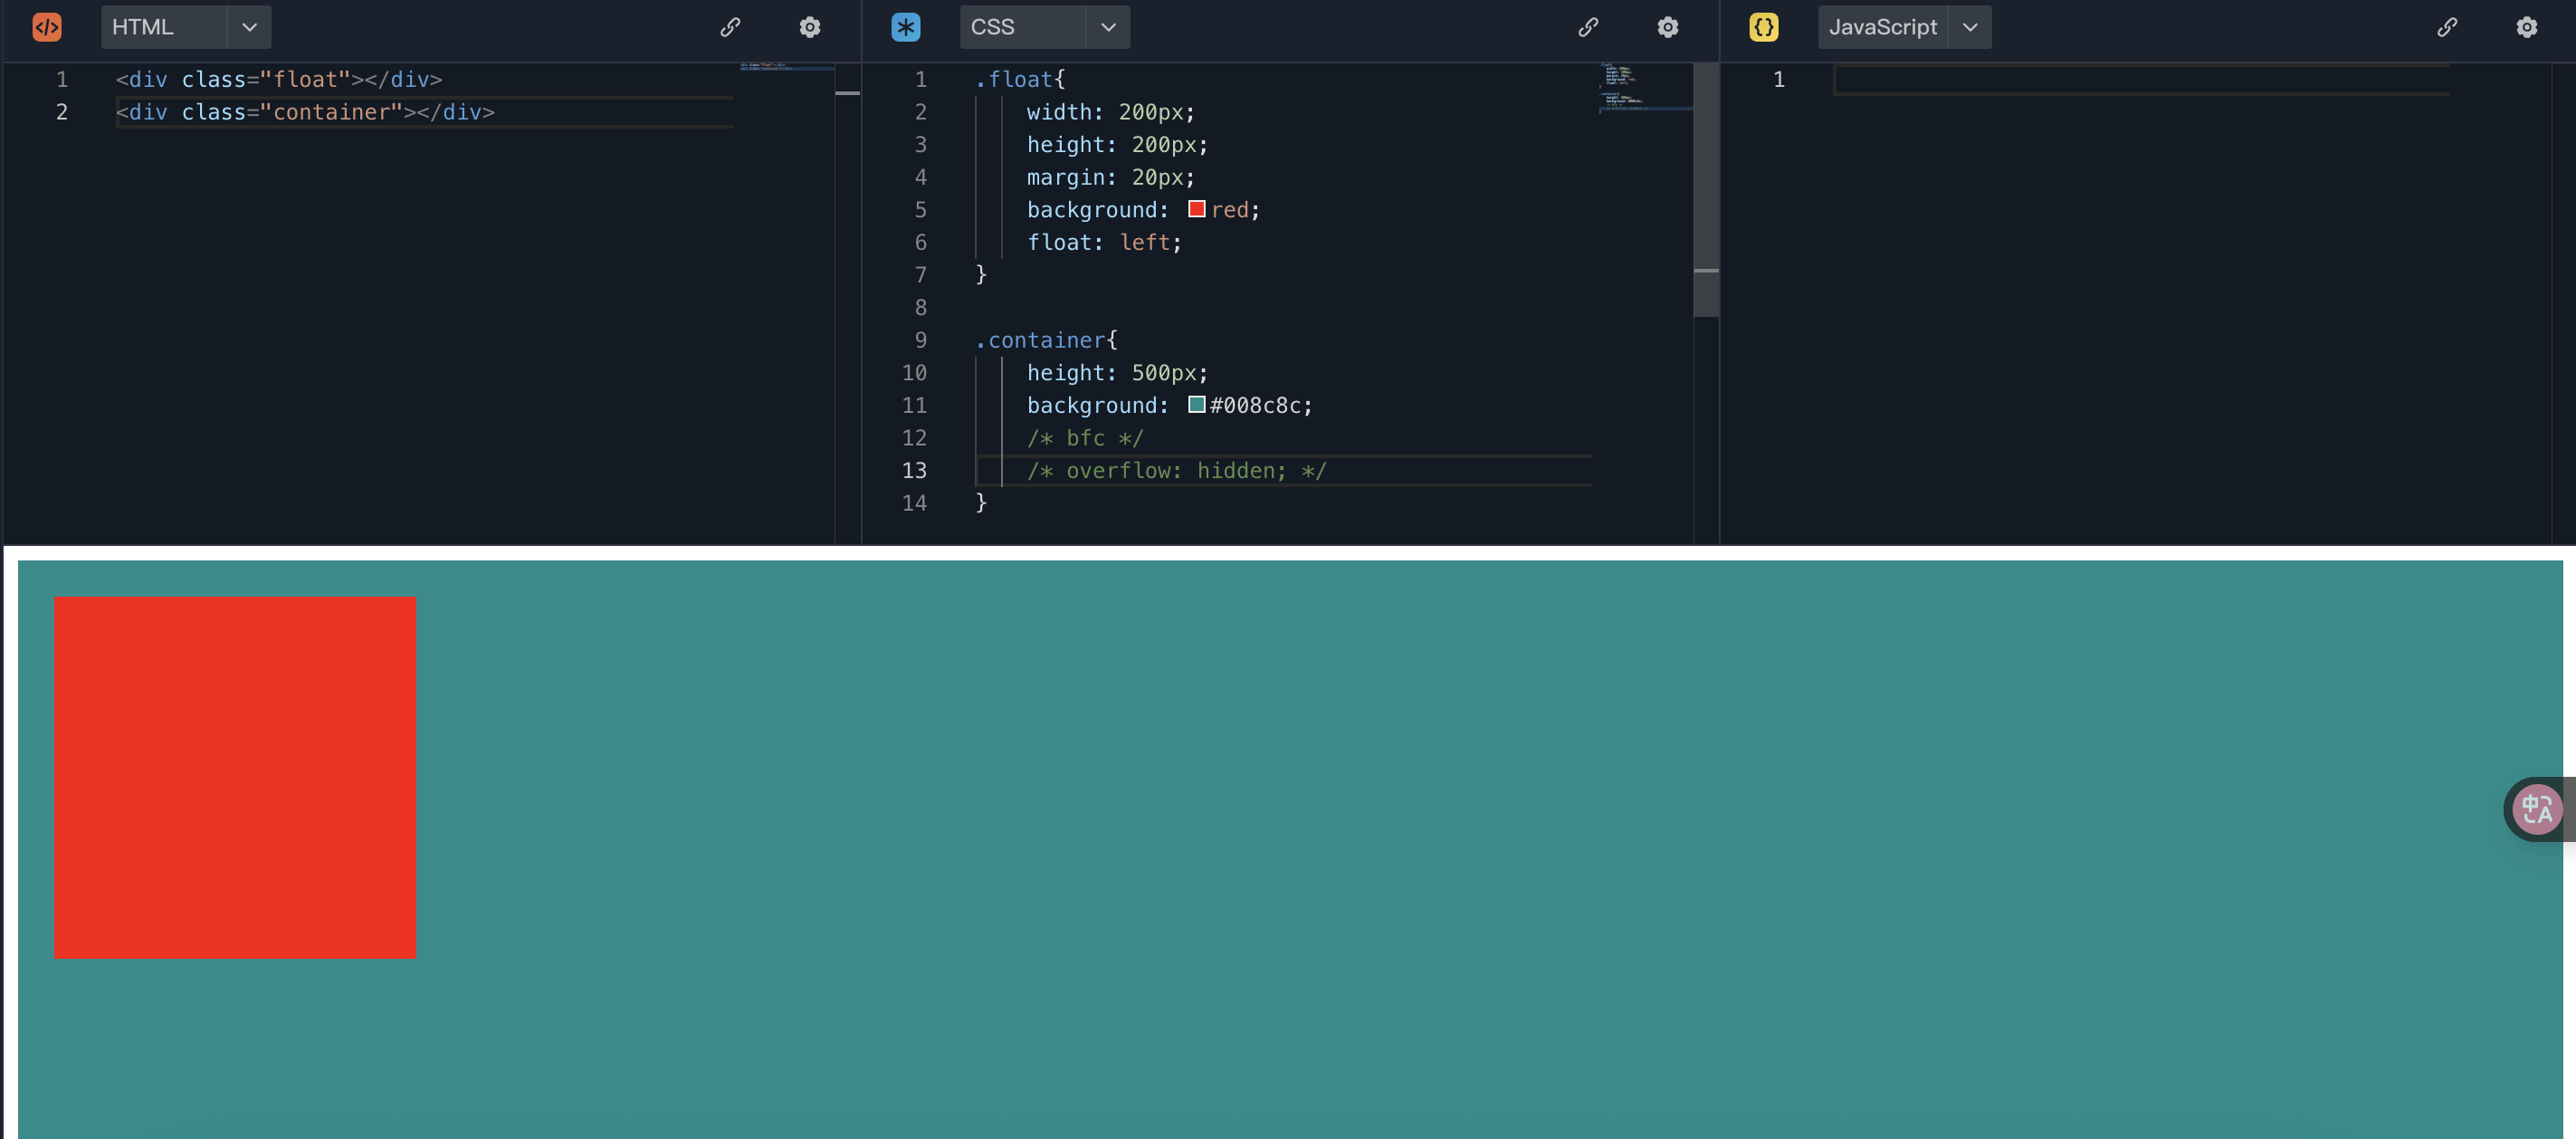 HTML
1 <div class="float"></div>
2 <div class="container"></div>
CSS
1 .float{
2 width: 200px;
3 height: 200px;
4 margin: 20px;
5 background: red;
6 float: left;
7 }
8
9 .container{
10 height: 500px;
11 background: #008c8c;
12 /* bfc */
13 /* overflow: hidden; */
14 }
JavaScript
1
中A